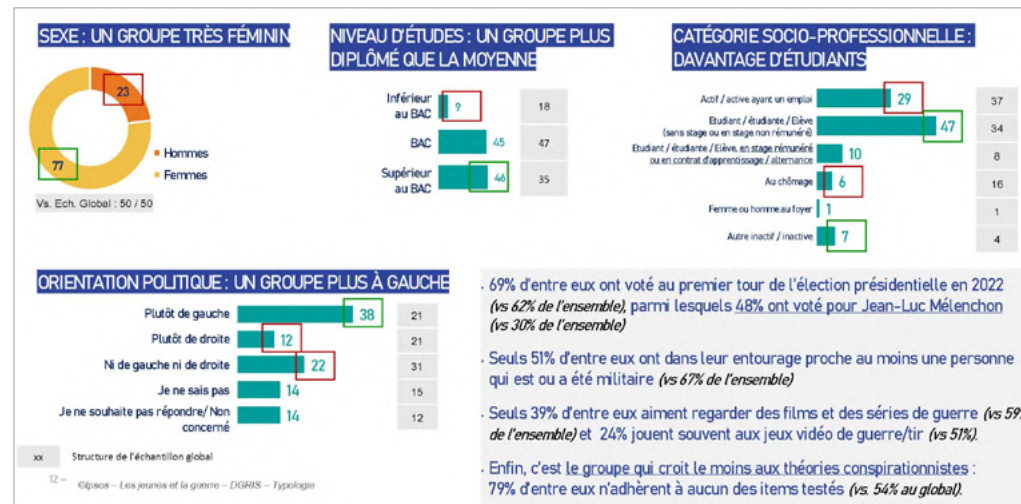 SEXE : UN GROUPE TRÈS FÉMININ
23
77
Hommes
Femmes
Vs. Ech. Global : 50 / 50
NIVEAU D'ÉTUDES : UN GROUPE PLUS
DIPLÔMÉ QUE LA MOYENNE
Inférieur
au BAC
9
18
BAC
45
47
Supérieur
au BAC
46
35
CATÉGORIE SOCIO-PROFESSIONNELLE :
DAVANTAGE D'ÉTUDIANTS
Actif / active ayant un emploi
29
37
Etudiant / étudiante / Elève
(sans stage ou en stage non rémunéré)
47
34
Etudiant / étudiante / Elève, en stage rémunéré
ou en contrat d'apprentissage / alternance
10
8
Au chômage
6
16
Femme ou homme au foyer
1
1
Autre inactif / inactive
7
4
ORIENTATION POLITIQUE : UN GROUPE PLUS À GAUCHE
Plutôt de gauche
38
21
Plutôt de droite
12
21
Ni de gauche ni de droite
22
31
Je ne sais pas
14
15
Je ne souhaite pas répondre/ Non
concerné
14
12
xx Structure de l'échantillon global
12 – ©Ipsos – Les jeunes et la guerre – DGRIS – Typologie
69% d'entre eux ont voté au premier tour de l'élection présidentielle en 2022
(vs 62% de l'ensemble), parmi lesquels 48% ont voté pour Jean-Luc Mélenchon
(vs 30% de l'ensemble)
Seuls 51% d'entre eux ont dans leur entourage proche au moins une personne
qui est ou a été militaire (vs 67% de l'ensemble)
Seuls 39% d'entre eux aiment regarder des films et des séries de guerre (vs 59%
de l'ensemble) et 24% jouent souvent aux jeux vidéo de guerre/tir (vs 51%).
Enfin, c'est le groupe qui croit le moins aux théories conspirationnistes :
79% d'entre eux n'adhèrent à aucun des items testés (vs. 54% au global).